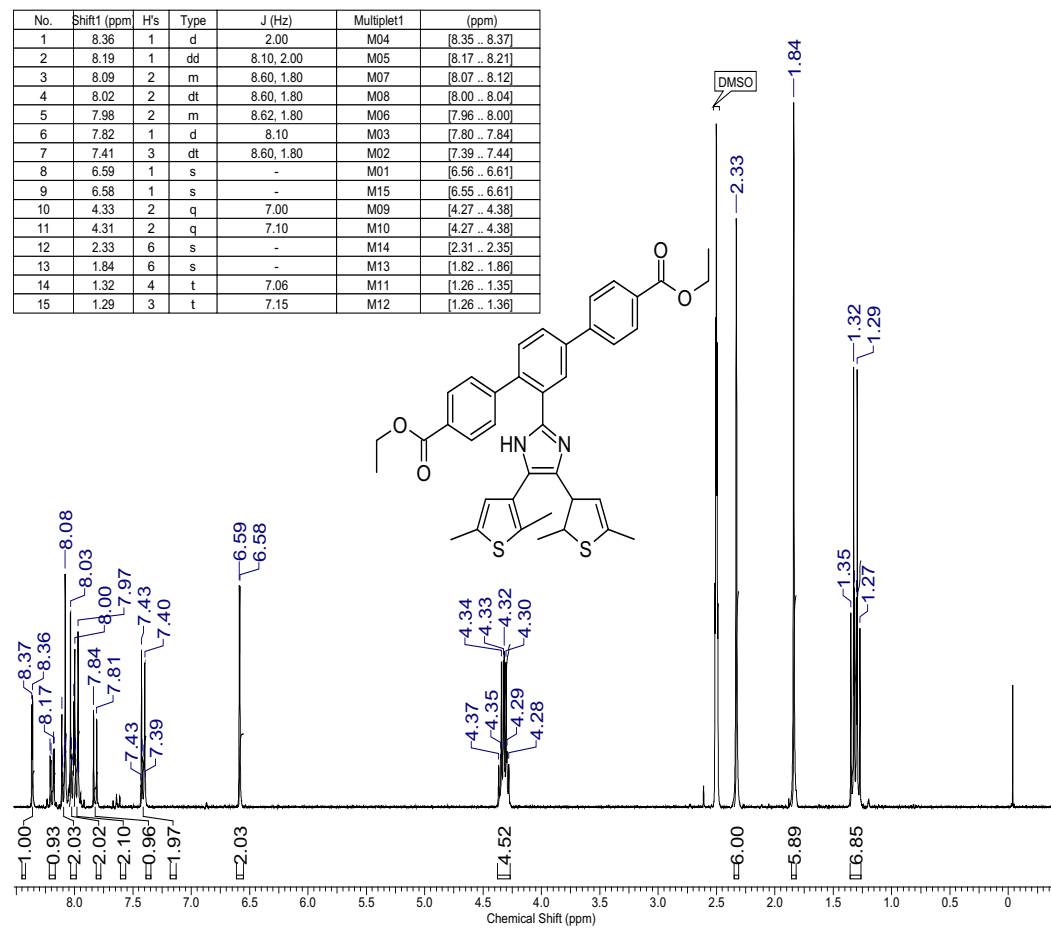 No. Shift1 (ppm) H's Type J (Hz) Multiplet1 (ppm)
1 8.36 1 d 2.00 M04 [8.35 .. 8.37]
2 8.19 1 dd 8.10, 2.00 M05 [8.17 .. 8.21]
3 8.09 2 m 8.60, 1.80 M07 [8.07 .. 8.12]
4 8.02 2 dt 8.60, 1.80 M08 [8.00 .. 8.04]
5 7.98 2 m 8.62, 1.80 M06 [7.96 .. 8.00]
6 7.82 1 d 8.10 M03 [7.80 .. 7.84]
7 7.41 3 dt 8.60, 1.80 M02 [7.39 .. 7.44]
8 6.59 1 s - M01 [6.56 .. 6.61]
9 6.58 1 s - M15 [6.55 .. 6.61]
10 4.33 2 q 7.00 M09 [4.27 .. 4.38]
11 4.31 2 q 7.10 M10 [4.27 .. 4.38]
12 2.33 6 s - M14 [2.31 .. 2.35]
13 1.84 6 s - M13 [1.82 .. 1.86]
14 1.32 4 t 7.06 M11 [1.26 .. 1.35]
15 1.29 3 t 7.15 M12 [1.26 .. 1.36]
DMSO
1.84
2.33
O
O
O
O
HN
N
S
S
8.37
8.36
8.17
8.08
8.03
8.00
7.97
7.84
7.81
7.43
7.43
7.40
7.39
6.59
6.58
4.37
4.35
4.34
4.33
4.32
4.30
4.29
4.28
1.35
1.32
1.29
1.27
1.00 0.93 2.03 2.02 2.10 0.96 1.97 2.03 4.52 6.00 5.89 6.85
8.0 7.5 7.0 6.5 6.0 5.5 5.0 4.5 4.0 3.5 3.0 2.5 2.0 1.5 1.0 0.5 0
Chemical Shift (ppm)